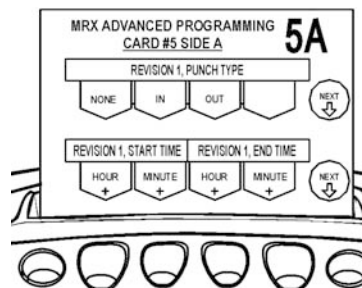 MRX ADVANCED PROGRAMMING
CARD #5 SIDE A
5A
REVISION 1, PUNCH TYPE
NONE IN OUT NEXT
REVISION 1, START TIME REVISION 1, END TIME
HOUR + MINUTE + HOUR + MINUTE + NEXT